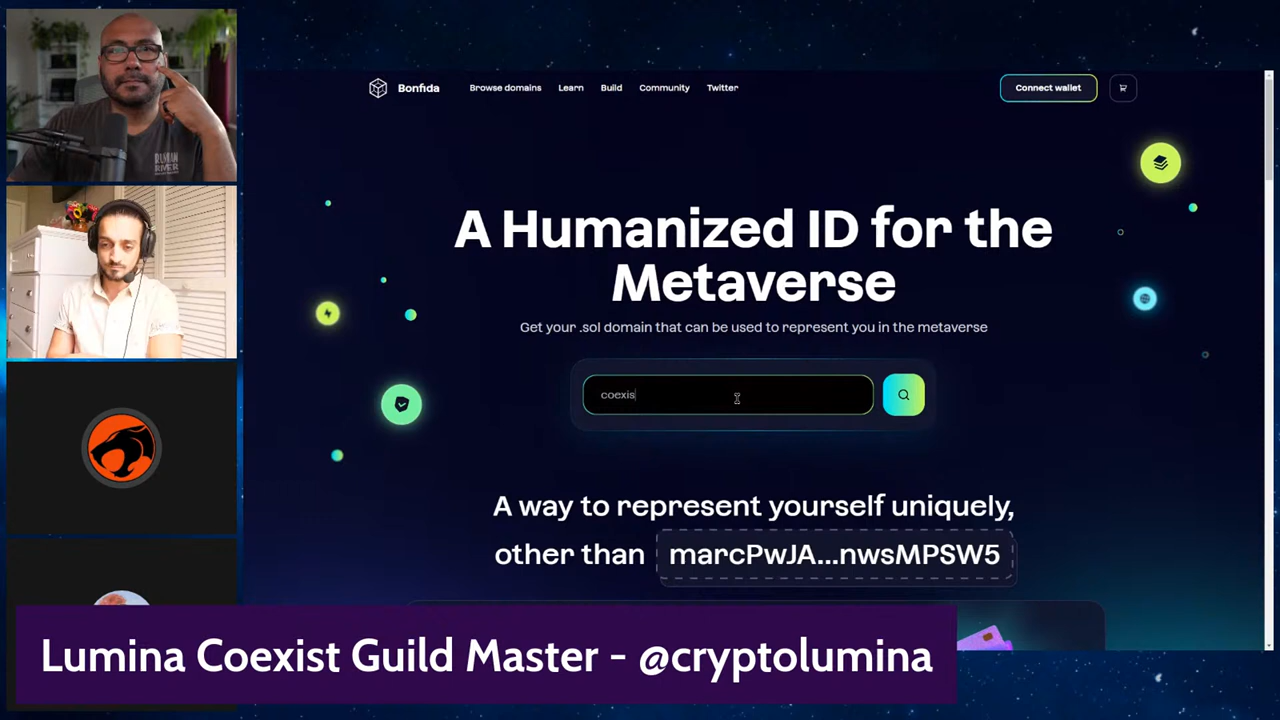 Bonfida
Browse domains
Learn
Build
Community
Twitter
Connect wallet
A Humanized ID for the
Metaverse
Get your .sol domain that can be used to represent you in the metaverse
coexis
A way to represent yourself uniquely,
other than marcPwJA...nwsMPSW5
RUSSIAN
RIVER
Lumina Coexist Guild Master - @cryptolumina